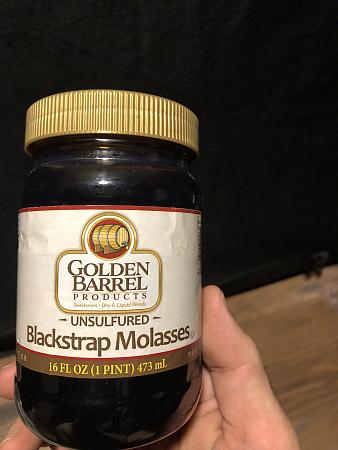 GOLDEN
BARREL
PRODUCTS
Sweeteners • Dry & Liquid Blends
UNSULFURED
Blackstrap Molasses
16 FL OZ (1 PINT) 473 mL